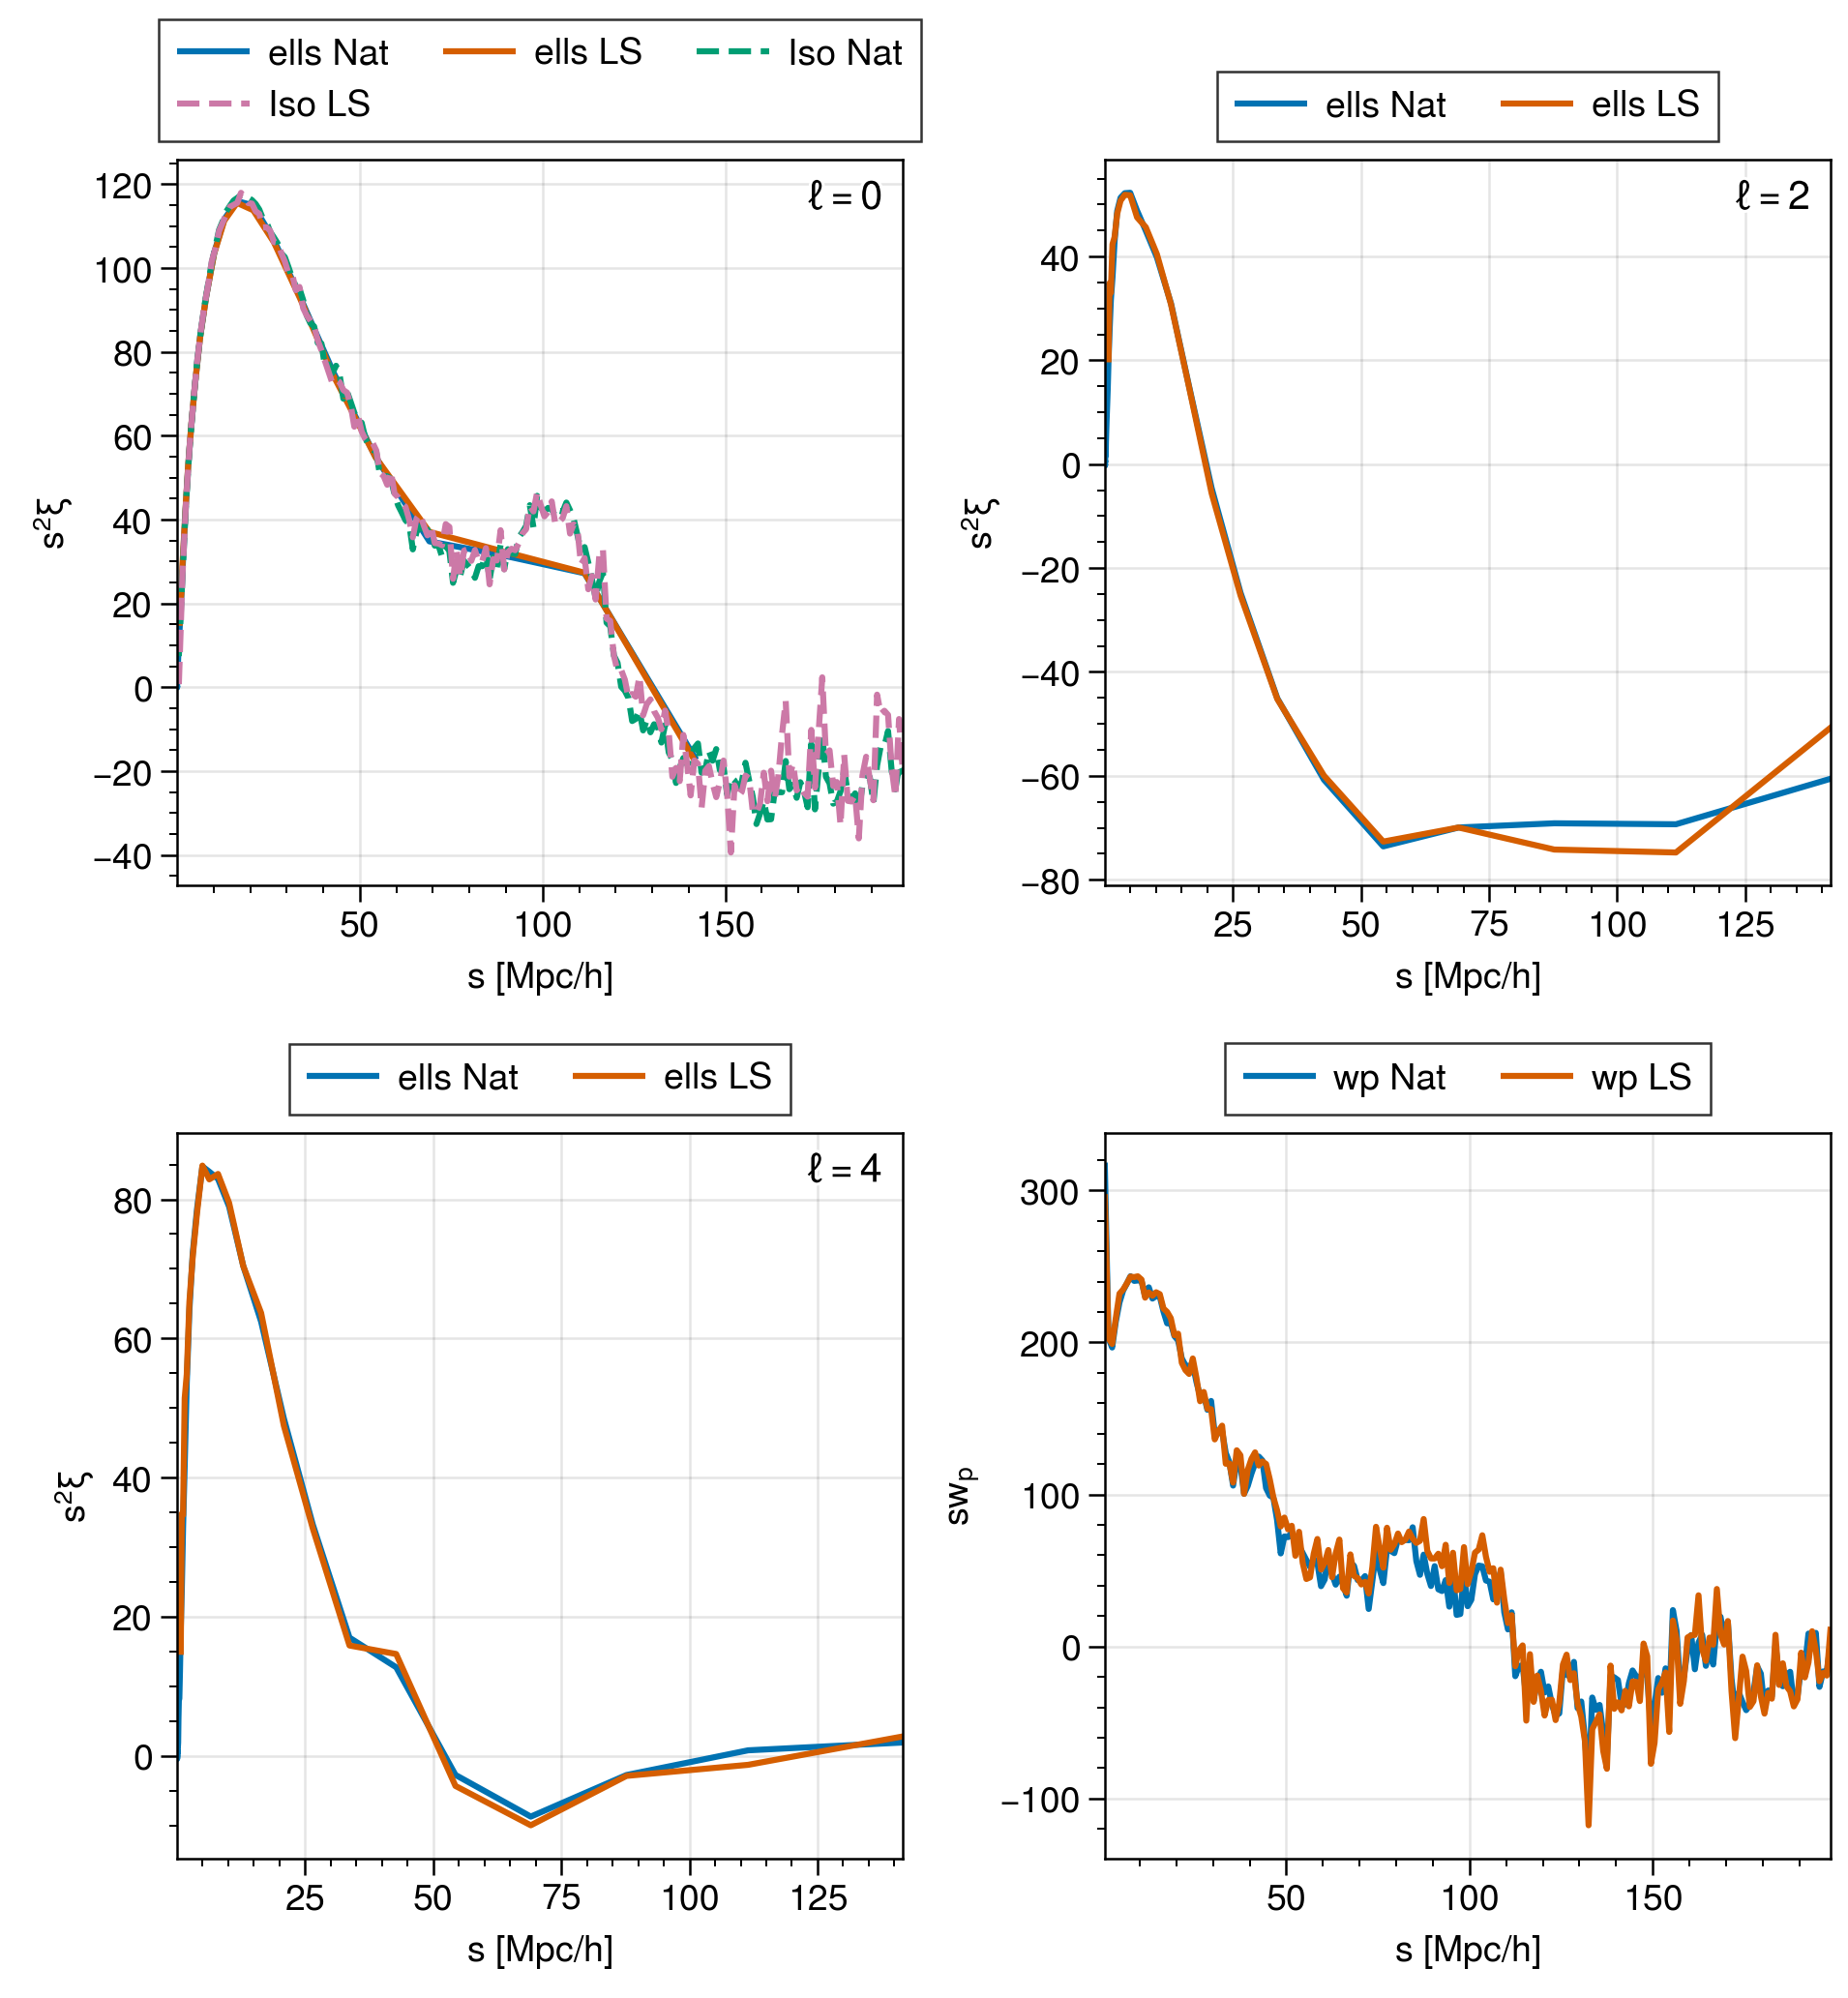 ells Nat ells LS Iso Nat
Iso LS
ells Nat ells LS
ℓ = 0
120
100
80
60
40
20
0
−20
−40
s²ξ
50 100 150
s [Mpc/h]
ℓ = 2
40
20
0
−20
−40
−60
−80
s²ξ
25 50 75 100 125
s [Mpc/h]
ells Nat ells LS
wp Nat wp LS
ℓ = 4
80
60
40
20
0
s²ξ
25 50 75 100 125
s [Mpc/h]
300
200
100
0
−100
swₚ
50 100 150
s [Mpc/h]